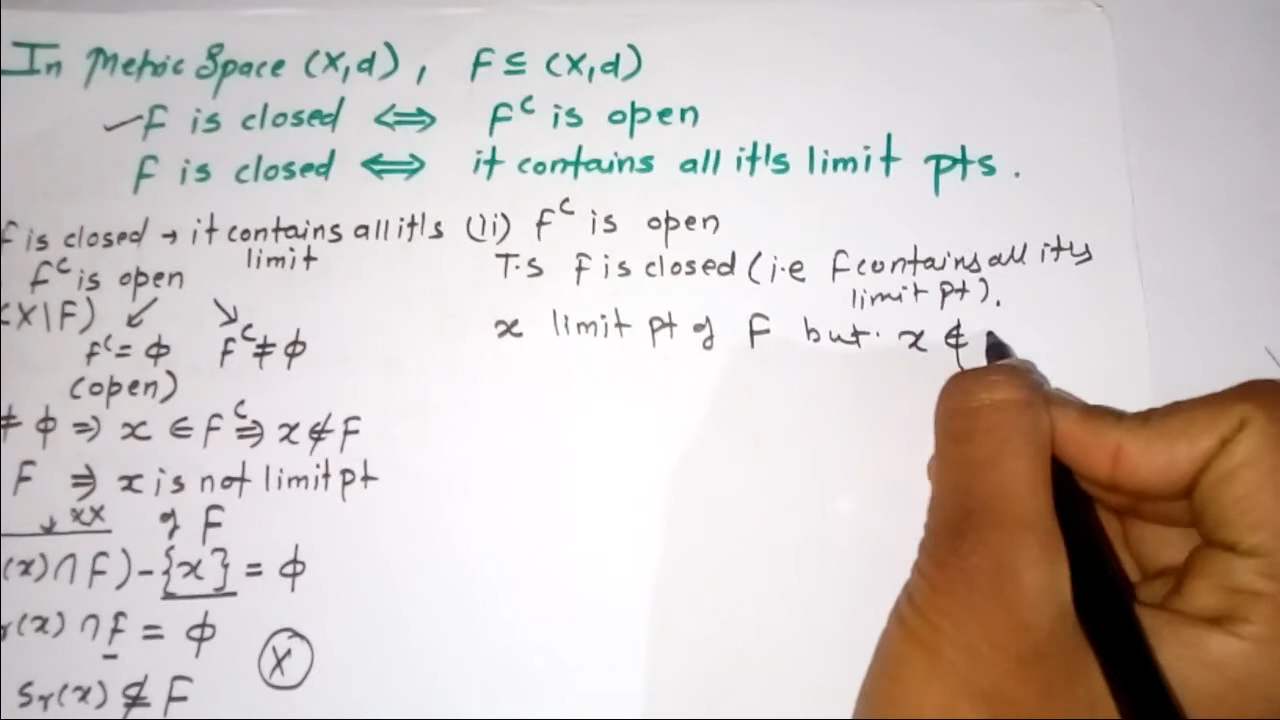 In Metric Space (X,d), F ⊆ (X,d)
F is closed ⇔ F^c is open
F is closed ⇔ it contains all it's limit pts.
F is closed → it contains all it's
limit
F^c is open
(X\F) ↙ ↘
F^c = ϕ F^c ≠ ϕ
(open)
≠ ϕ ⇒ x ∈ F^c ⇒ x ∉ F
F ⇒ x is not limit pt
↓ xx of F
(x) ∩ F) - {x} = ϕ
r(x) ∩ F = ϕ
Sr(x) ⊈ F
X
(ii) F^c is open
T.S F is closed (i.e F contains all it's
limit pt).
x limit pt of F but x ∉